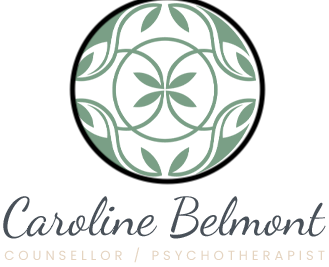 Caroline Belmont
COUNSELLOR / PSYCHOTHERAPIST